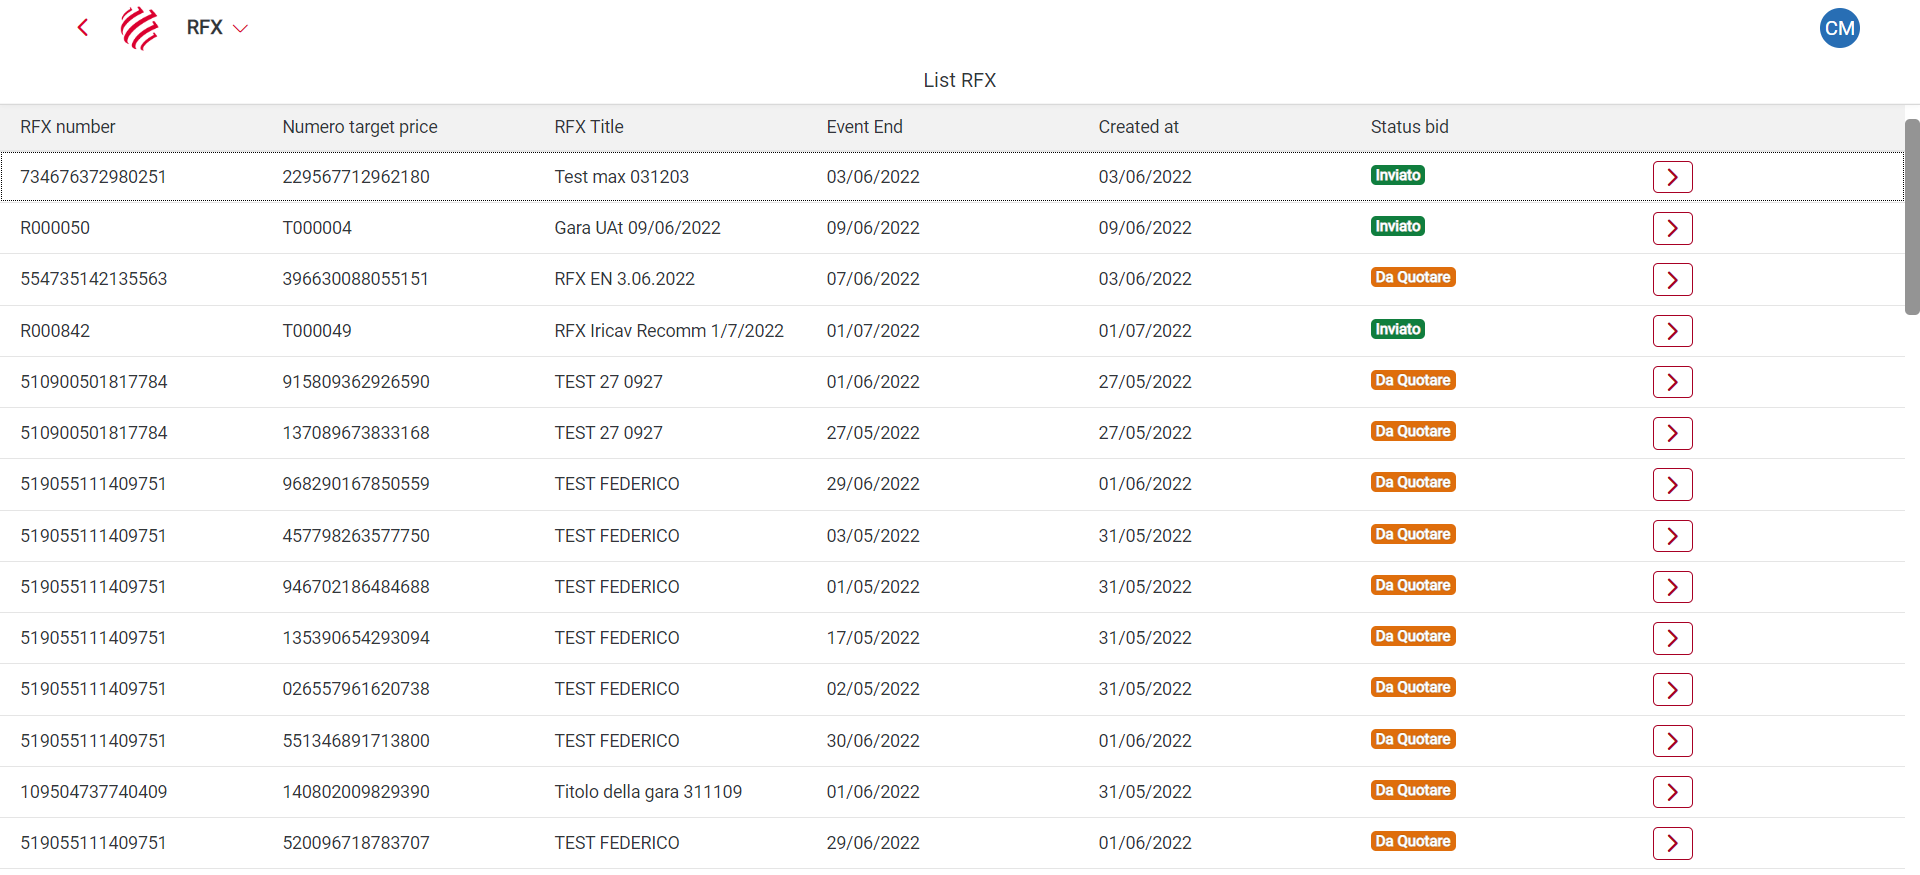 RFX
CM
List RFX
RFX number Numero target price RFX Title Event End Created at Status bid
734676372980251 229567712962180 Test max 031203 03/06/2022 03/06/2022 Inviato
R000050 T000004 Gara UAt 09/06/2022 09/06/2022 09/06/2022 Inviato
554735142135563 396630088055151 RFX EN 3.06.2022 07/06/2022 03/06/2022 Da Quotare
R000842 T000049 RFX Iricav Recomm 1/7/2022 01/07/2022 01/07/2022 Inviato
510900501817784 915809362926590 TEST 27 0927 01/06/2022 27/05/2022 Da Quotare
510900501817784 137089673833168 TEST 27 0927 27/05/2022 27/05/2022 Da Quotare
519055111409751 968290167850559 TEST FEDERICO 29/06/2022 01/06/2022 Da Quotare
519055111409751 457798263577750 TEST FEDERICO 03/05/2022 31/05/2022 Da Quotare
519055111409751 946702186484688 TEST FEDERICO 01/05/2022 31/05/2022 Da Quotare
519055111409751 135390654293094 TEST FEDERICO 17/05/2022 31/05/2022 Da Quotare
519055111409751 026557961620738 TEST FEDERICO 02/05/2022 31/05/2022 Da Quotare
519055111409751 551346891713800 TEST FEDERICO 30/06/2022 01/06/2022 Da Quotare
109504737740409 140802009829390 Titolo della gara 311109 01/06/2022 31/05/2022 Da Quotare
519055111409751 520096718783707 TEST FEDERICO 29/06/2022 01/06/2022 Da Quotare